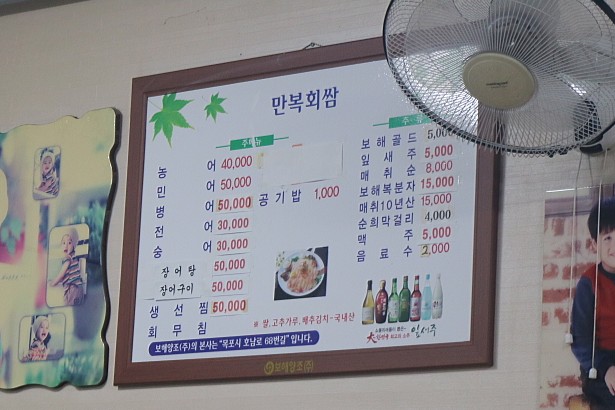 만복회쌈
주메뉴
농 어 40,000
민 어 50,000
병 어 50,000
전 어 30,000
숭 어 30,000
장어탕 50,000
장어구이 50,000
생선찜 50,000
회무침
공기밥 1,000
보해골드 5,000
잎새주 5,000
매취순 8,000
보해복분자 15,000
매취10년산 15,000
순희막걸리 4,000
맥 주 5,000
음료수 2,000
※ 쌀,고추가루,배추김치-국내산
잎새주
보해양조(주)의 본사는 "목포시 호남로 68번길" 입니다.
보해양조(주)